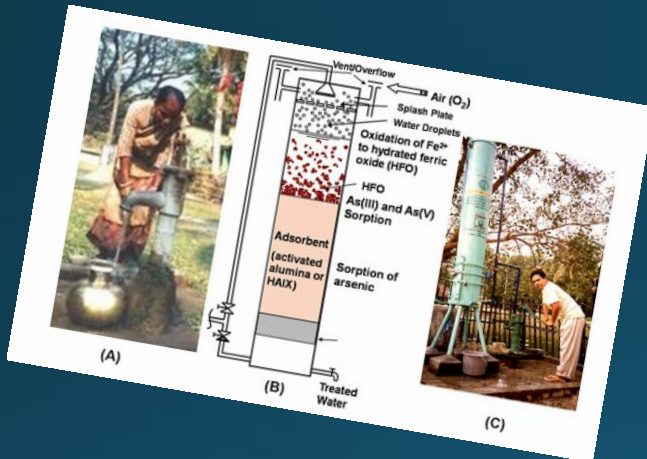 Vent/Overflow
Air (O₂)
Splash Plate
Water Droplets
Oxidation of Fe²⁺
to hydrated ferric
oxide (HFO)
HFO
As(III) and As(V)
Sorption
Adsorbent
(activated
alumina or
HAIX)
Sorption of
arsenic
Treated
Water
(A)
(B)
(C)